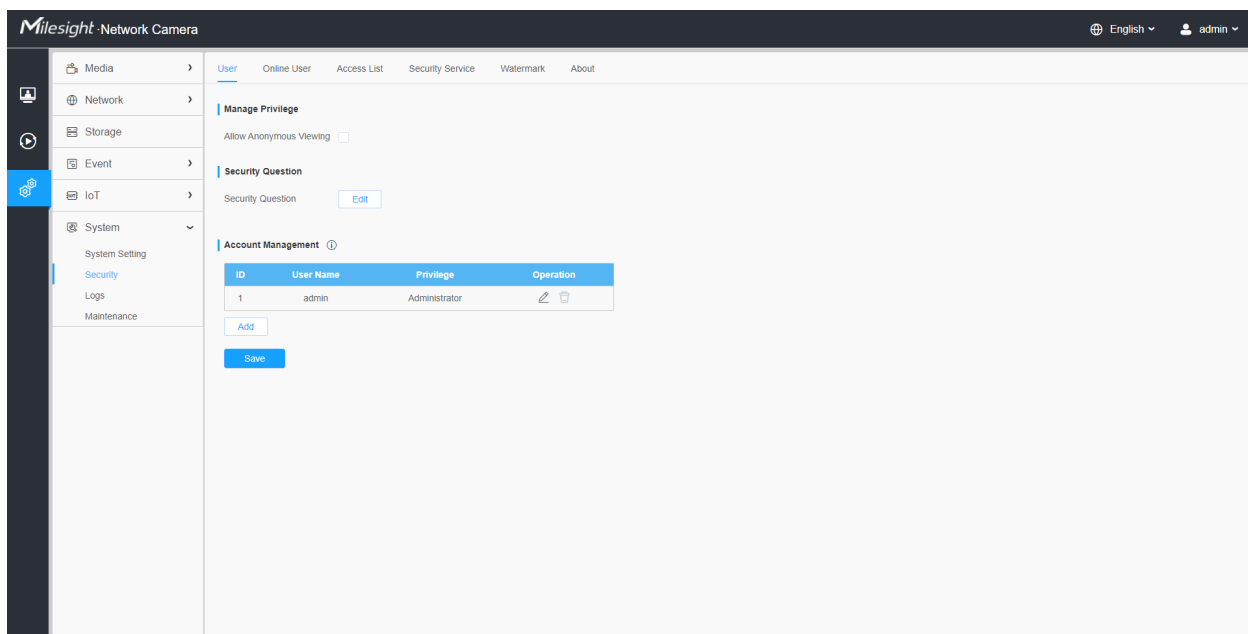 Milesight · Network Camera
English
admin
Media
Network
Storage
Event
IoT
System
System Setting
Security
Logs
Maintenance
User Online User Access List Security Service Watermark About
Manage Privilege
Allow Anonymous Viewing
Security Question
Security Question Edit
Account Management
ID User Name Privilege Operation
1 admin Administrator
Add
Save